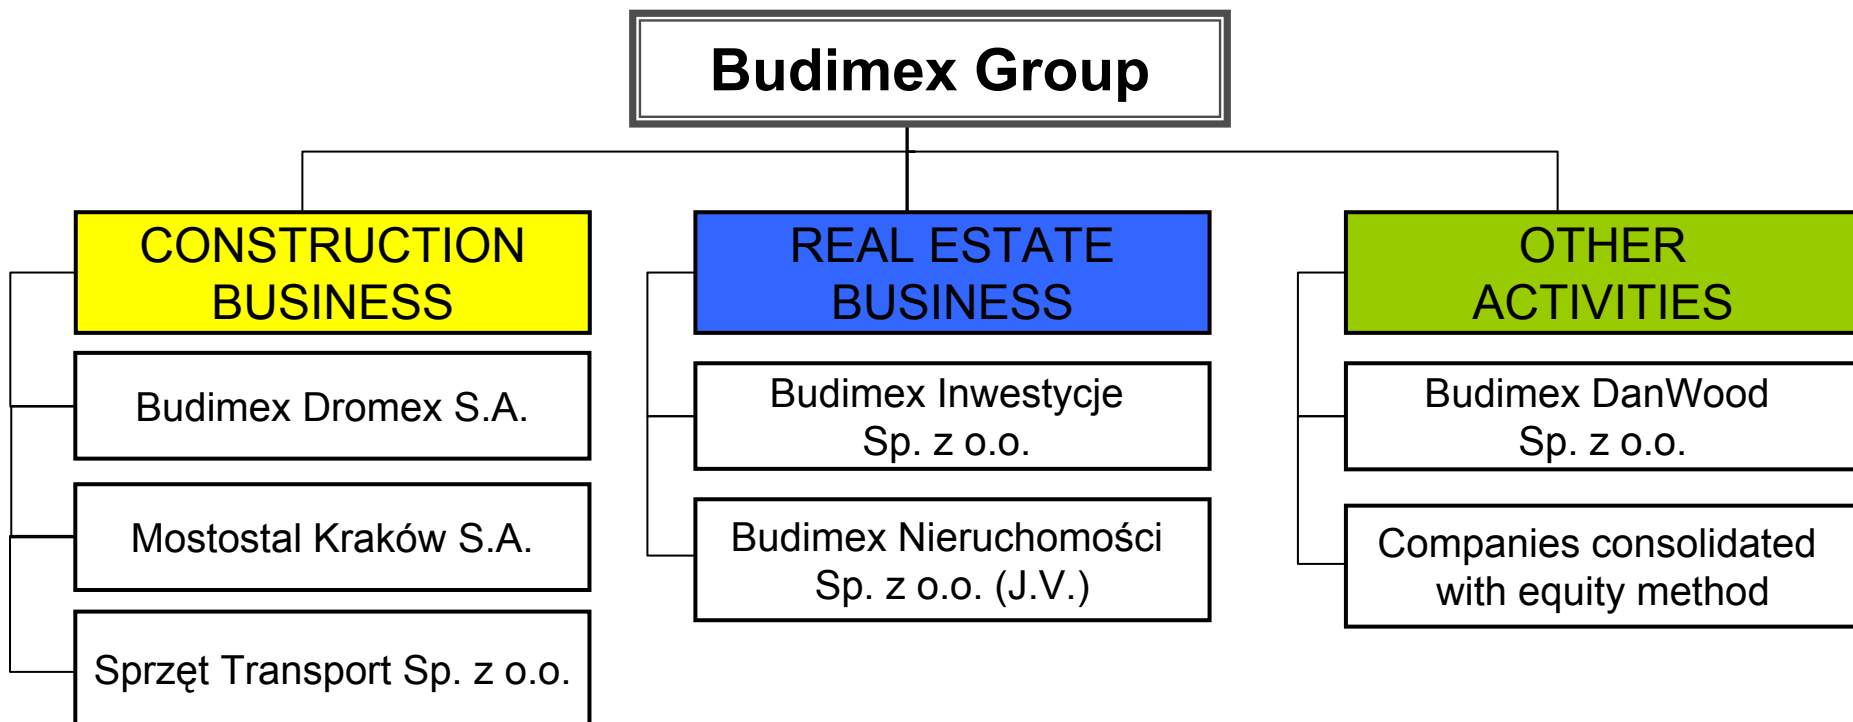 Budimex Group
CONSTRUCTION
BUSINESS
Budimex Dromex S.A.
Mostostal Kraków S.A.
Sprzęt Transport Sp. z o.o.
REAL ESTATE
BUSINESS
Budimex Inwestycje
Sp. z o.o.
Budimex Nieruchomości
Sp. z o.o. (J.V.)
OTHER
ACTIVITIES
Budimex DanWood
Sp. z o.o.
Companies consolidated
with equity method